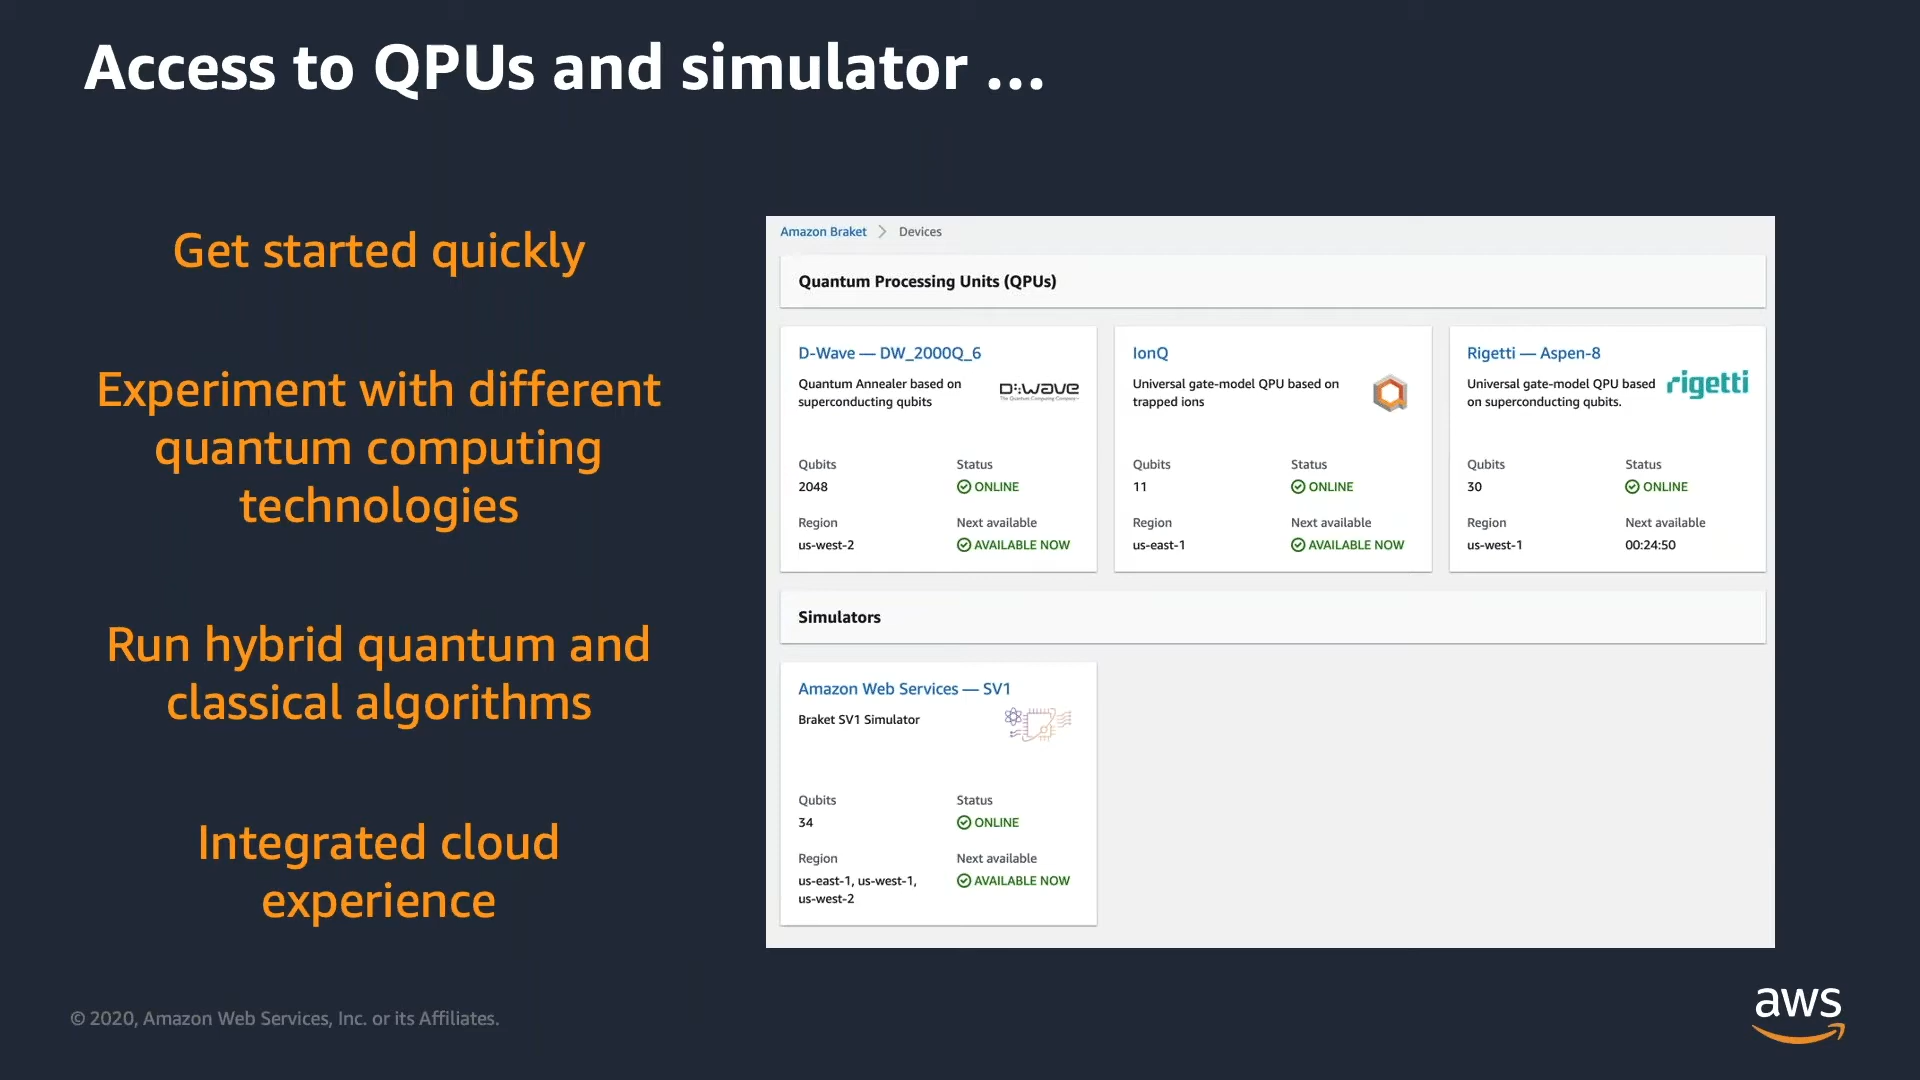 Access to QPUs and simulator ...
Get started quickly
Experiment with different
quantum computing
technologies
Run hybrid quantum and
classical algorithms
Integrated cloud
experience
Amazon Braket > Devices
Quantum Processing Units (QPUs)
D-Wave — DW_2000Q_6
Quantum Annealer based on
superconducting qubits
D:Wave
The Quantum Computing Company
Qubits
2048
Status
ONLINE
Region
us-west-2
Next available
AVAILABLE NOW
IonQ
Universal gate-model QPU based on
trapped ions
Qubits
11
Status
ONLINE
Region
us-east-1
Next available
AVAILABLE NOW
Rigetti — Aspen-8
Universal gate-model QPU based
on superconducting qubits.
rigetti
Qubits
30
Status
ONLINE
Region
us-west-1
Next available
00:24:50
Simulators
Amazon Web Services — SV1
Braket SV1 Simulator
Qubits
34
Status
ONLINE
Region
us-east-1, us-west-1,
us-west-2
Next available
AVAILABLE NOW
© 2020, Amazon Web Services, Inc. or its Affiliates.
aws